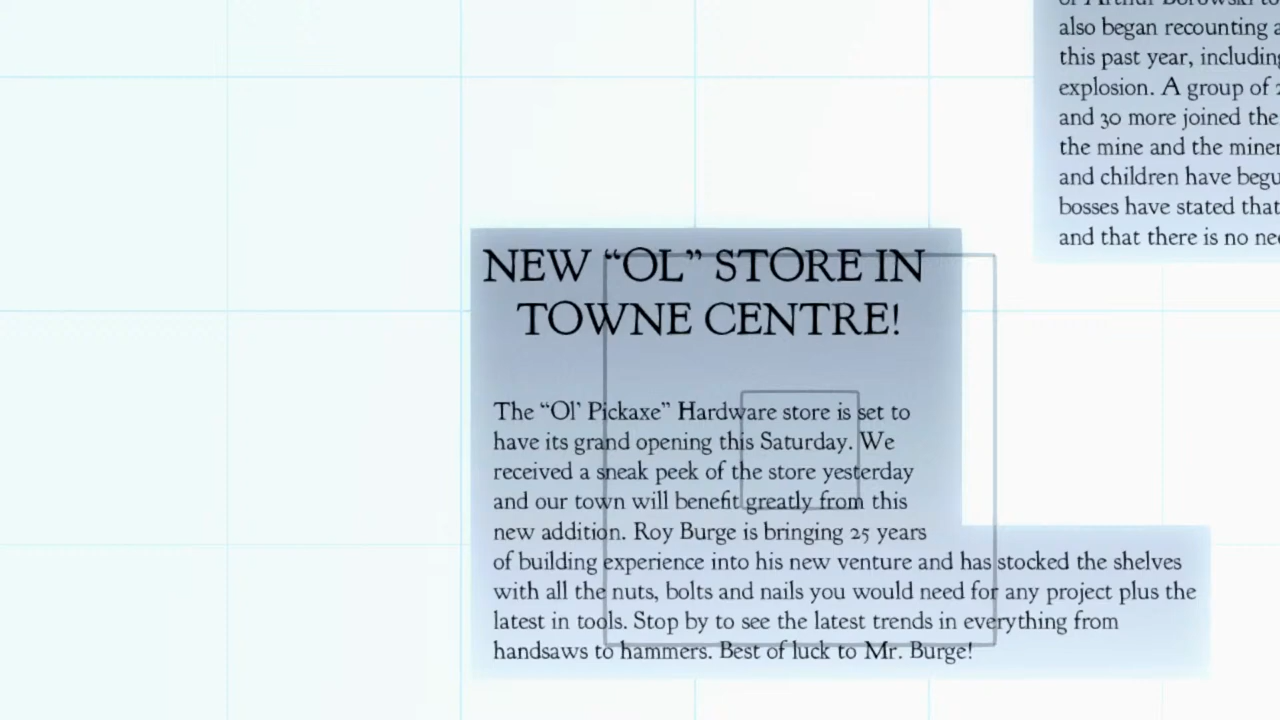 also began recounting
this past year, including
explosion. A group of
and 30 more joined the
the mine and the miner
and children have begu
bosses have stated that
and that there is no
NEW “OL” STORE IN
TOWNE CENTRE!
The “Ol’ Pickaxe” Hardware store is set to
have its grand opening this Saturday. We
received a sneak peek of the store yesterday
and our town will benefit greatly from this
new addition. Roy Burge is bringing 25 years
of building experience into his new venture and has stocked the shelves
with all the nuts, bolts and nails you would need for any project plus the
latest in tools. Stop by to see the latest trends in everything from
handsaws to hammers. Best of luck to Mr. Burge!